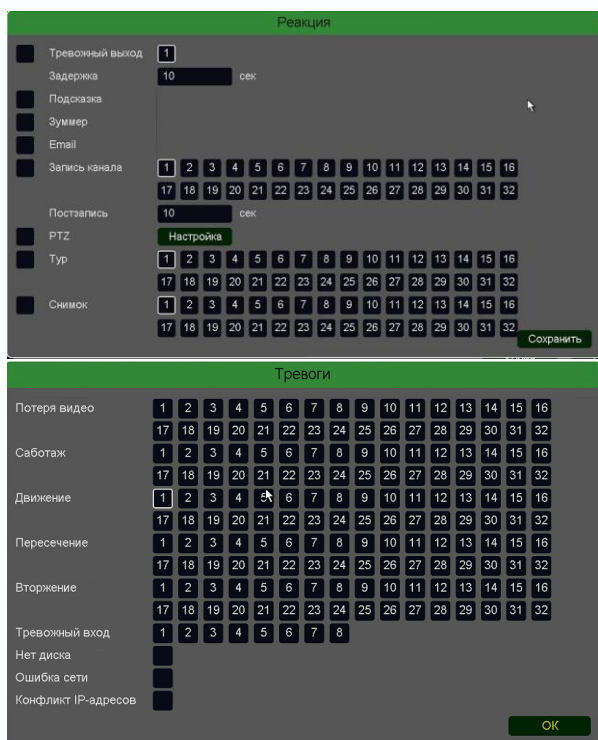 Реакция
Тревожный выход 1
Задержка 10 сек
Подсказка
Зуммер
Email
Запись канала 1 2 3 4 5 6 7 8 9 10 11 12 13 14 15 16
17 18 19 20 21 22 23 24 25 26 27 28 29 30 31 32
Постзапись 10 сек
PTZ Настройка
Тур 1 2 3 4 5 6 7 8 9 10 11 12 13 14 15 16
17 18 19 20 21 22 23 24 25 26 27 28 29 30 31 32
Снимок 1 2 3 4 5 6 7 8 9 10 11 12 13 14 15 16
17 18 19 20 21 22 23 24 25 26 27 28 29 30 31 32
Сохранить
Тревоги
Потеря видео 1 2 3 4 5 6 7 8 9 10 11 12 13 14 15 16
17 18 19 20 21 22 23 24 25 26 27 28 29 30 31 32
Саботаж 1 2 3 4 5 6 7 8 9 10 11 12 13 14 15 16
17 18 19 20 21 22 23 24 25 26 27 28 29 30 31 32
Движение 1 2 3 4 5 6 7 8 9 10 11 12 13 14 15 16
17 18 19 20 21 22 23 24 25 26 27 28 29 30 31 32
Пересечение 1 2 3 4 5 6 7 8 9 10 11 12 13 14 15 16
17 18 19 20 21 22 23 24 25 26 27 28 29 30 31 32
Вторжение 1 2 3 4 5 6 7 8 9 10 11 12 13 14 15 16
17 18 19 20 21 22 23 24 25 26 27 28 29 30 31 32
Тревожный вход 1 2 3 4 5 6 7 8
Нет диска
Ошибка сети
Конфликт IP-адресов
OK